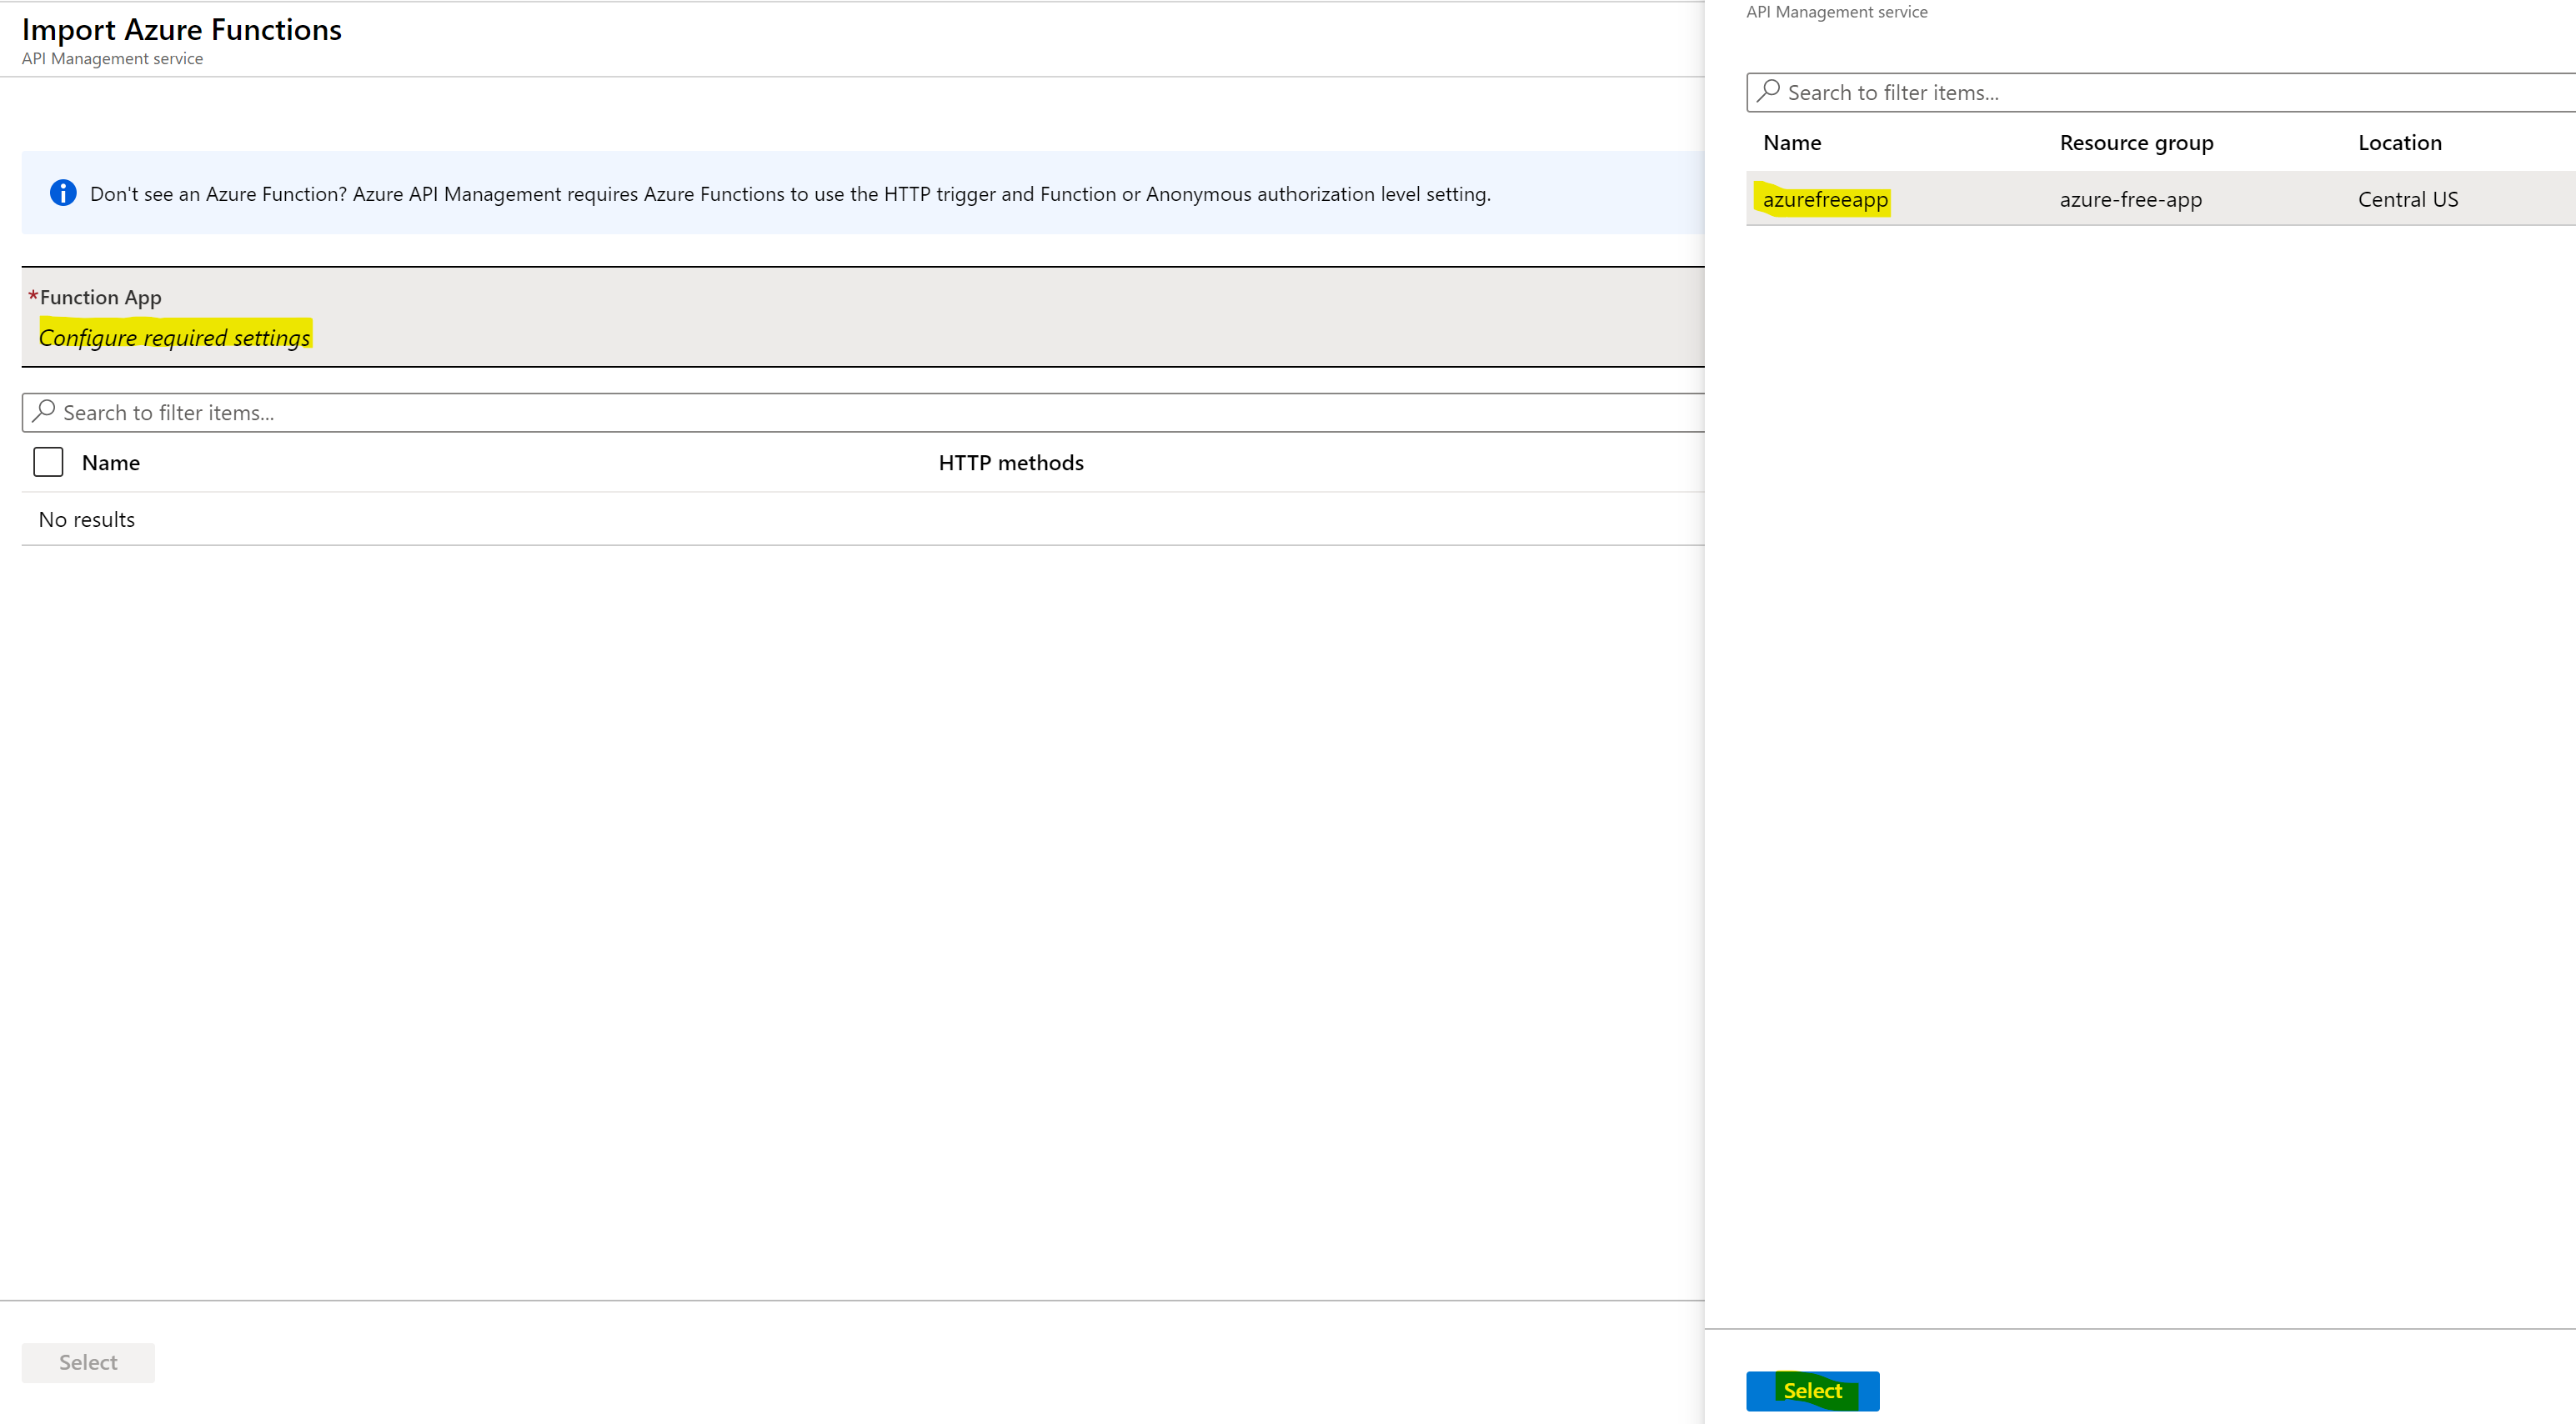 Import Azure Functions
API Management service
Don't see an Azure Function? Azure API Management requires Azure Functions to use the HTTP trigger and Function or Anonymous authorization level setting.
*Function App
Configure required settings
Search to filter items...
Name HTTP methods
No results
Select
API Management service
Search to filter items...
Name Resource group Location
azurefreeapp azure-free-app Central US
Select